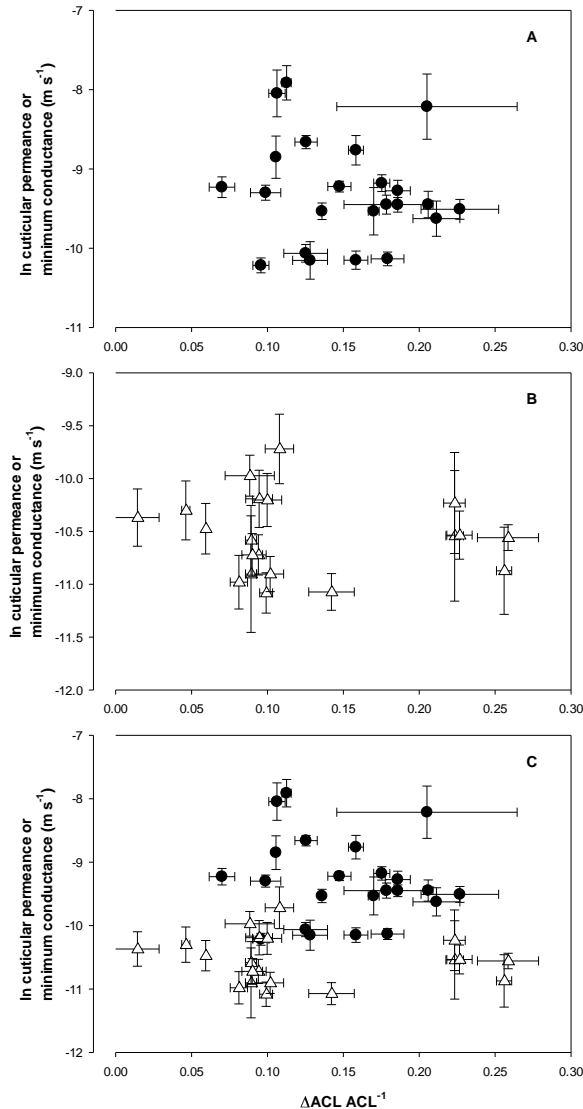 -7
A
-8
-9
-10
-11
ln cuticular permeance or
minimum conductance (m s⁻¹)
0.00 0.05 0.10 0.15 0.20 0.25 0.30
-9.0
B
-9.5
-10.0
-10.5
-11.0
-11.5
-12.0
ln cuticular permeance or
minimum conductance (m s⁻¹)
0.00 0.05 0.10 0.15 0.20 0.25 0.30
-7
C
-8
-9
-10
-11
-12
ln cuticular permeance or
minimum conductance (m s⁻¹)
0.00 0.05 0.10 0.15 0.20 0.25 0.30
ΔACL ACL⁻¹